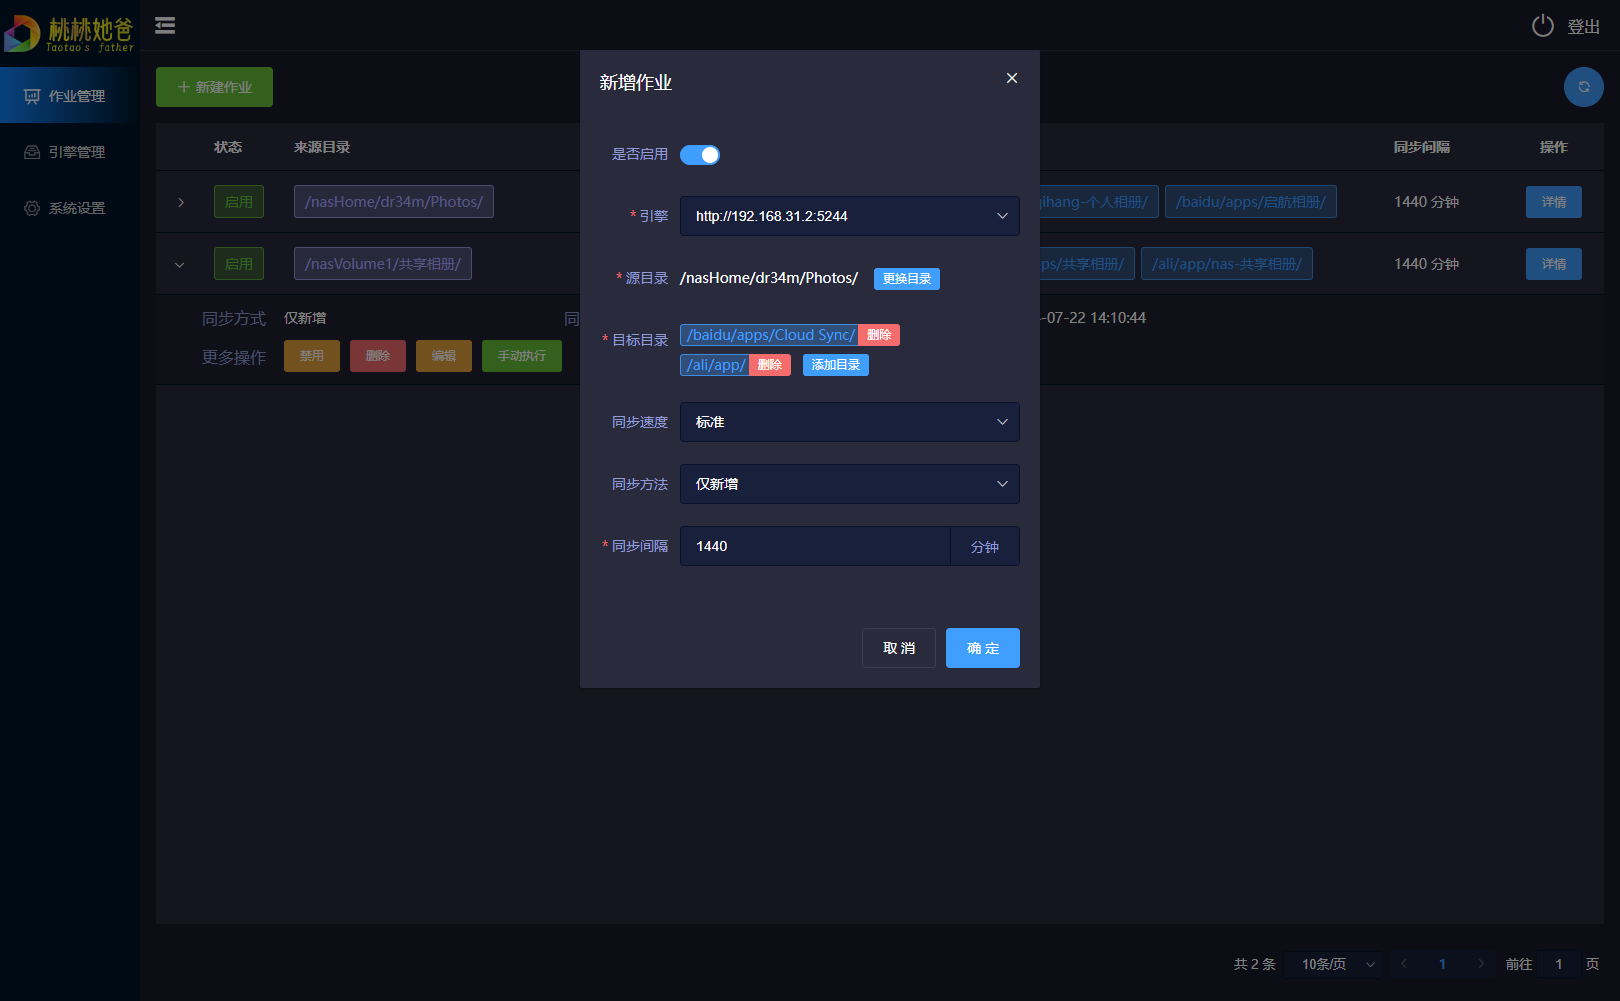 桃桃她爸
Taotao's father
登出
作业管理
引擎管理
系统设置
新建作业
状态
来源目录
同步间隔
操作
启用
/nasHome/dr34m/Photos/
jihang-个人相册/
/baidu/apps/启航相册/
1440 分钟
详情
启用
/nasVolume1/共享相册/
ps/共享相册/
/ali/app/nas-共享相册/
1440 分钟
详情
同步方式
仅新增
同
-07-22 14:10:44
更多操作
禁用
删除
编辑
手动执行
新增作业
是否启用
*引擎
http://192.168.31.2:5244
*源目录
/nasHome/dr34m/Photos/
更换目录
*目标目录
/baidu/apps/Cloud Sync/
删除
/ali/app/
删除
添加目录
同步速度
标准
同步方法
仅新增
*同步间隔
1440
分钟
取 消
确 定
共 2 条
10条/页
1
前往
1
页